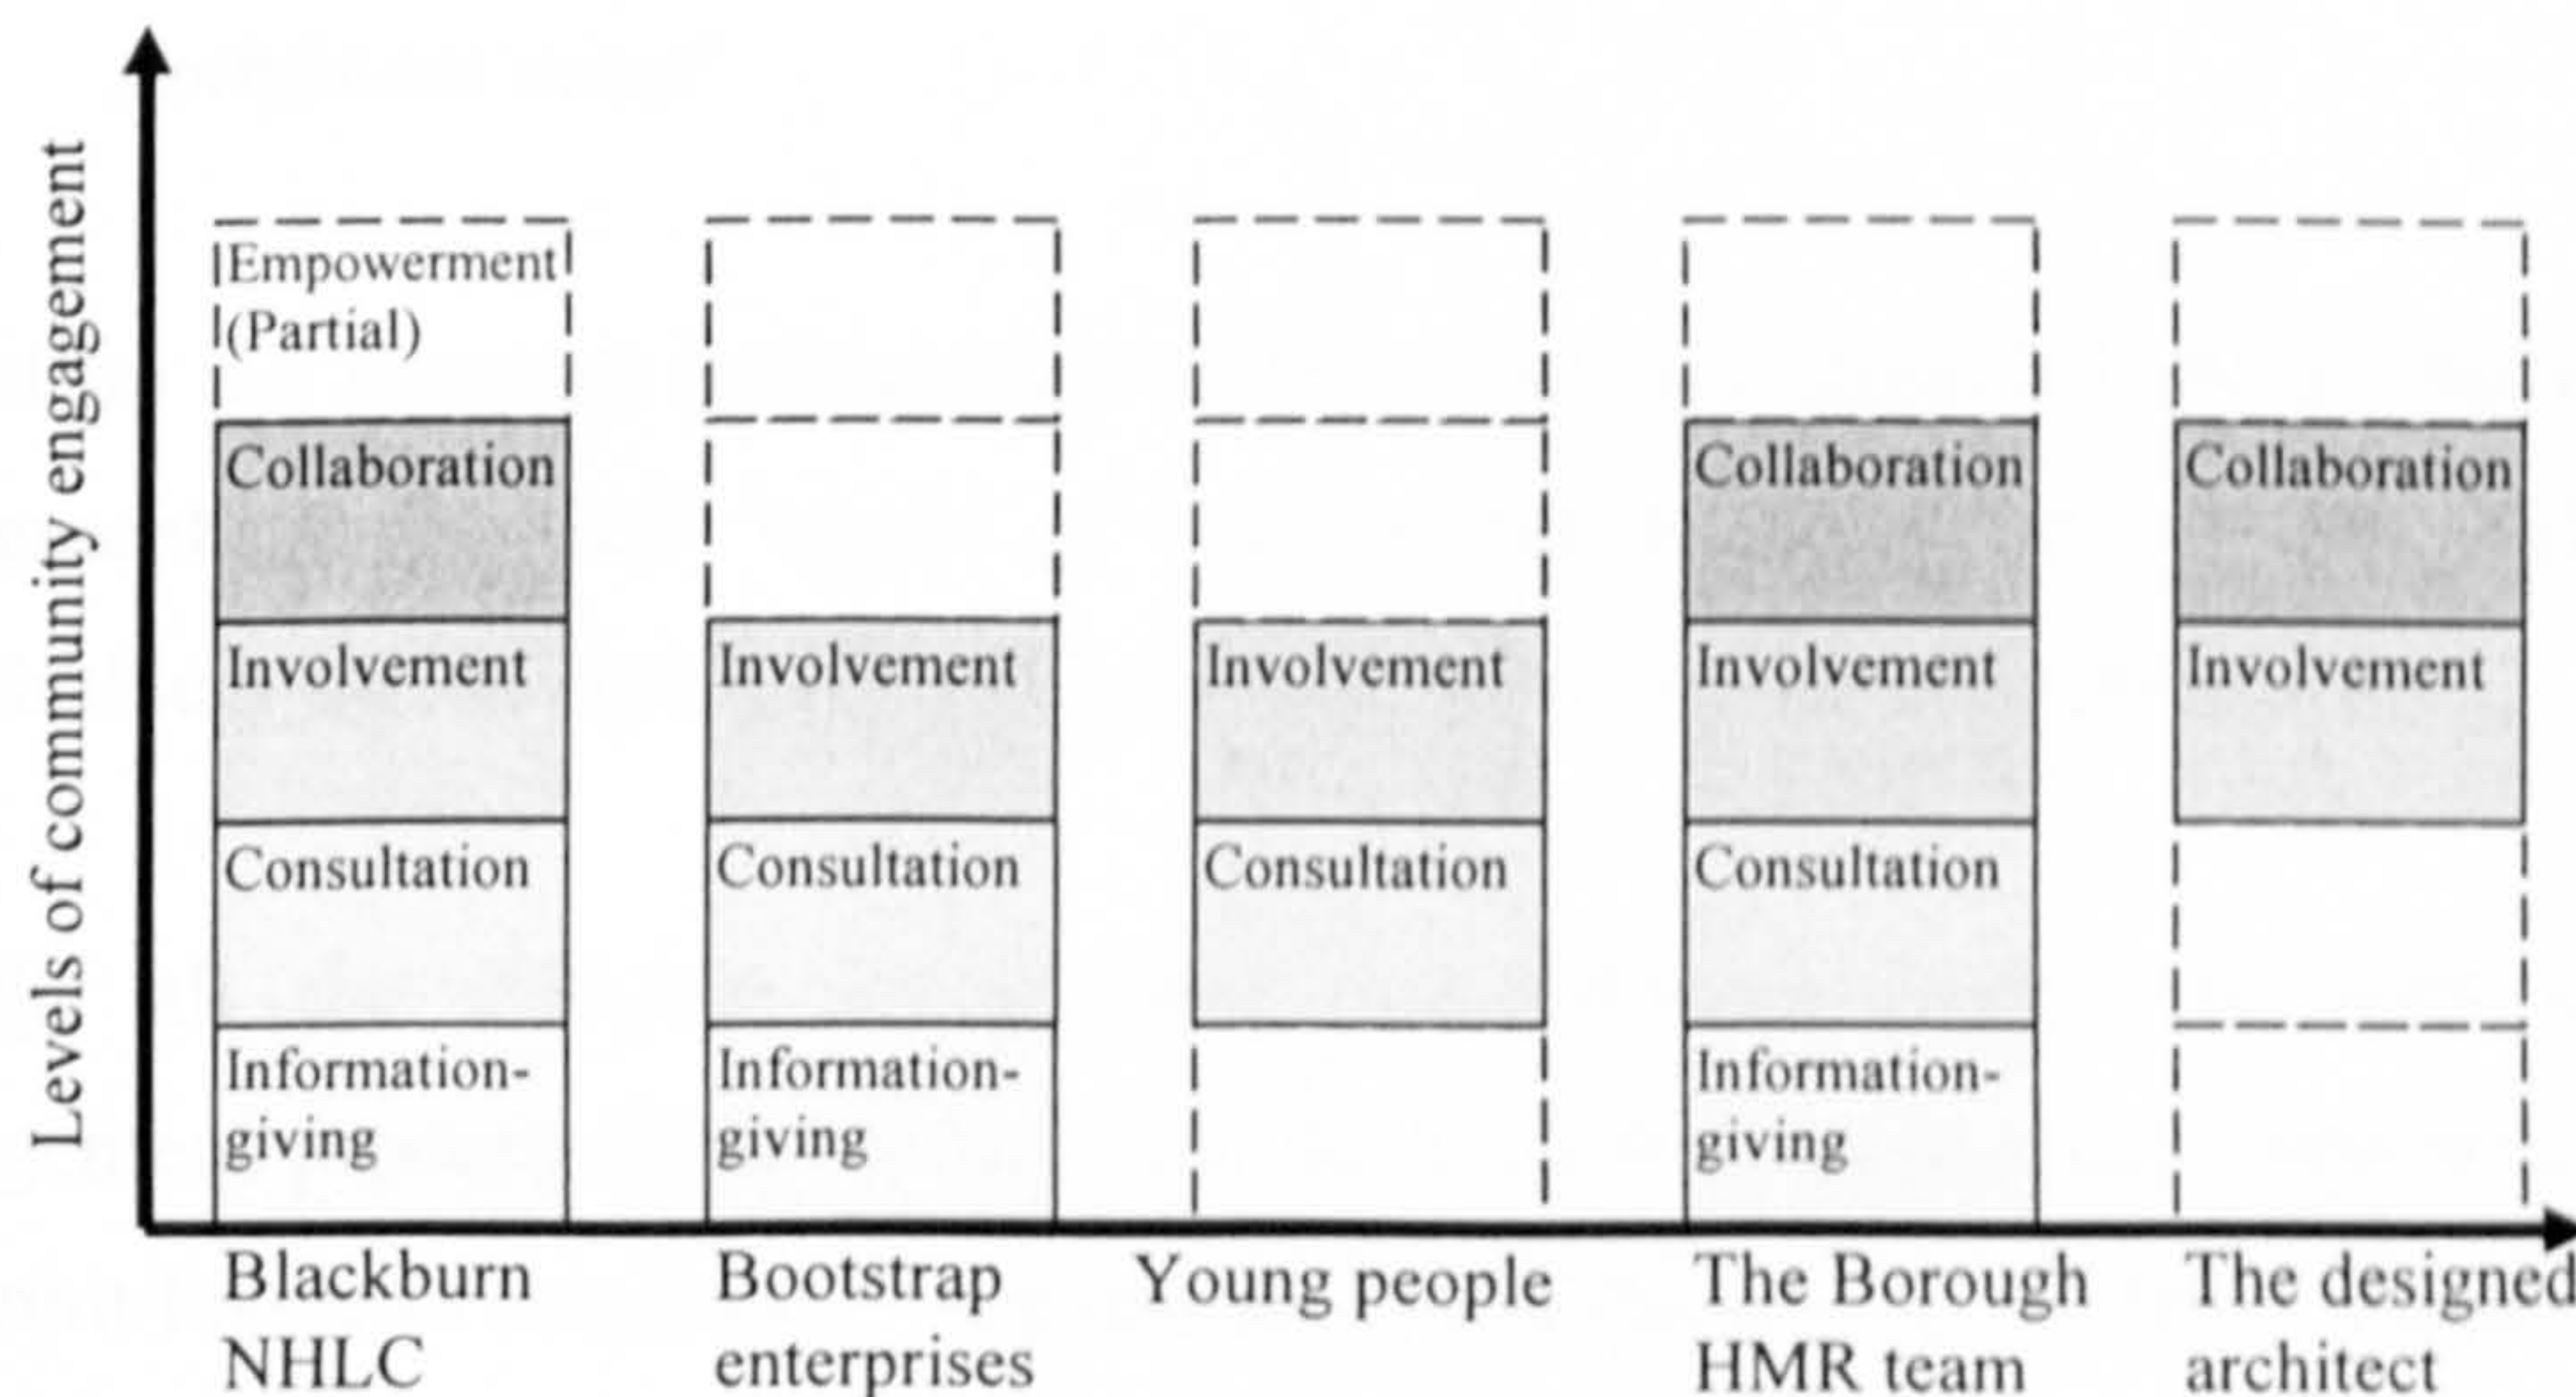 Levels of community engagement
Empowerment
(Partial)
Collaboration
Involvement
Consultation
Information-
giving
Blackburn
NHLC
Involvement
Consultation
Information-
giving
Bootstrap
enterprises
Involvement
Consultation
Young people
Collaboration
Involvement
Consultation
Information-
giving
The Borough
HMR team
Collaboration
Involvement
The designed
architect